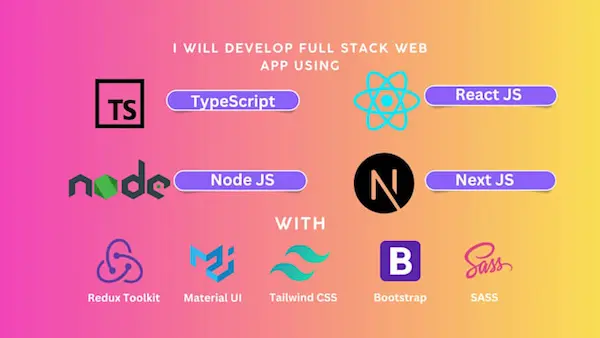 I WILL DEVELOP FULL STACK WEB
APP USING
TS
TypeScript
React JS
node
Node JS
N
Next JS
WITH
B
Sass
Redux Toolkit
Material UI
Tailwind CSS
Bootstrap
SASS